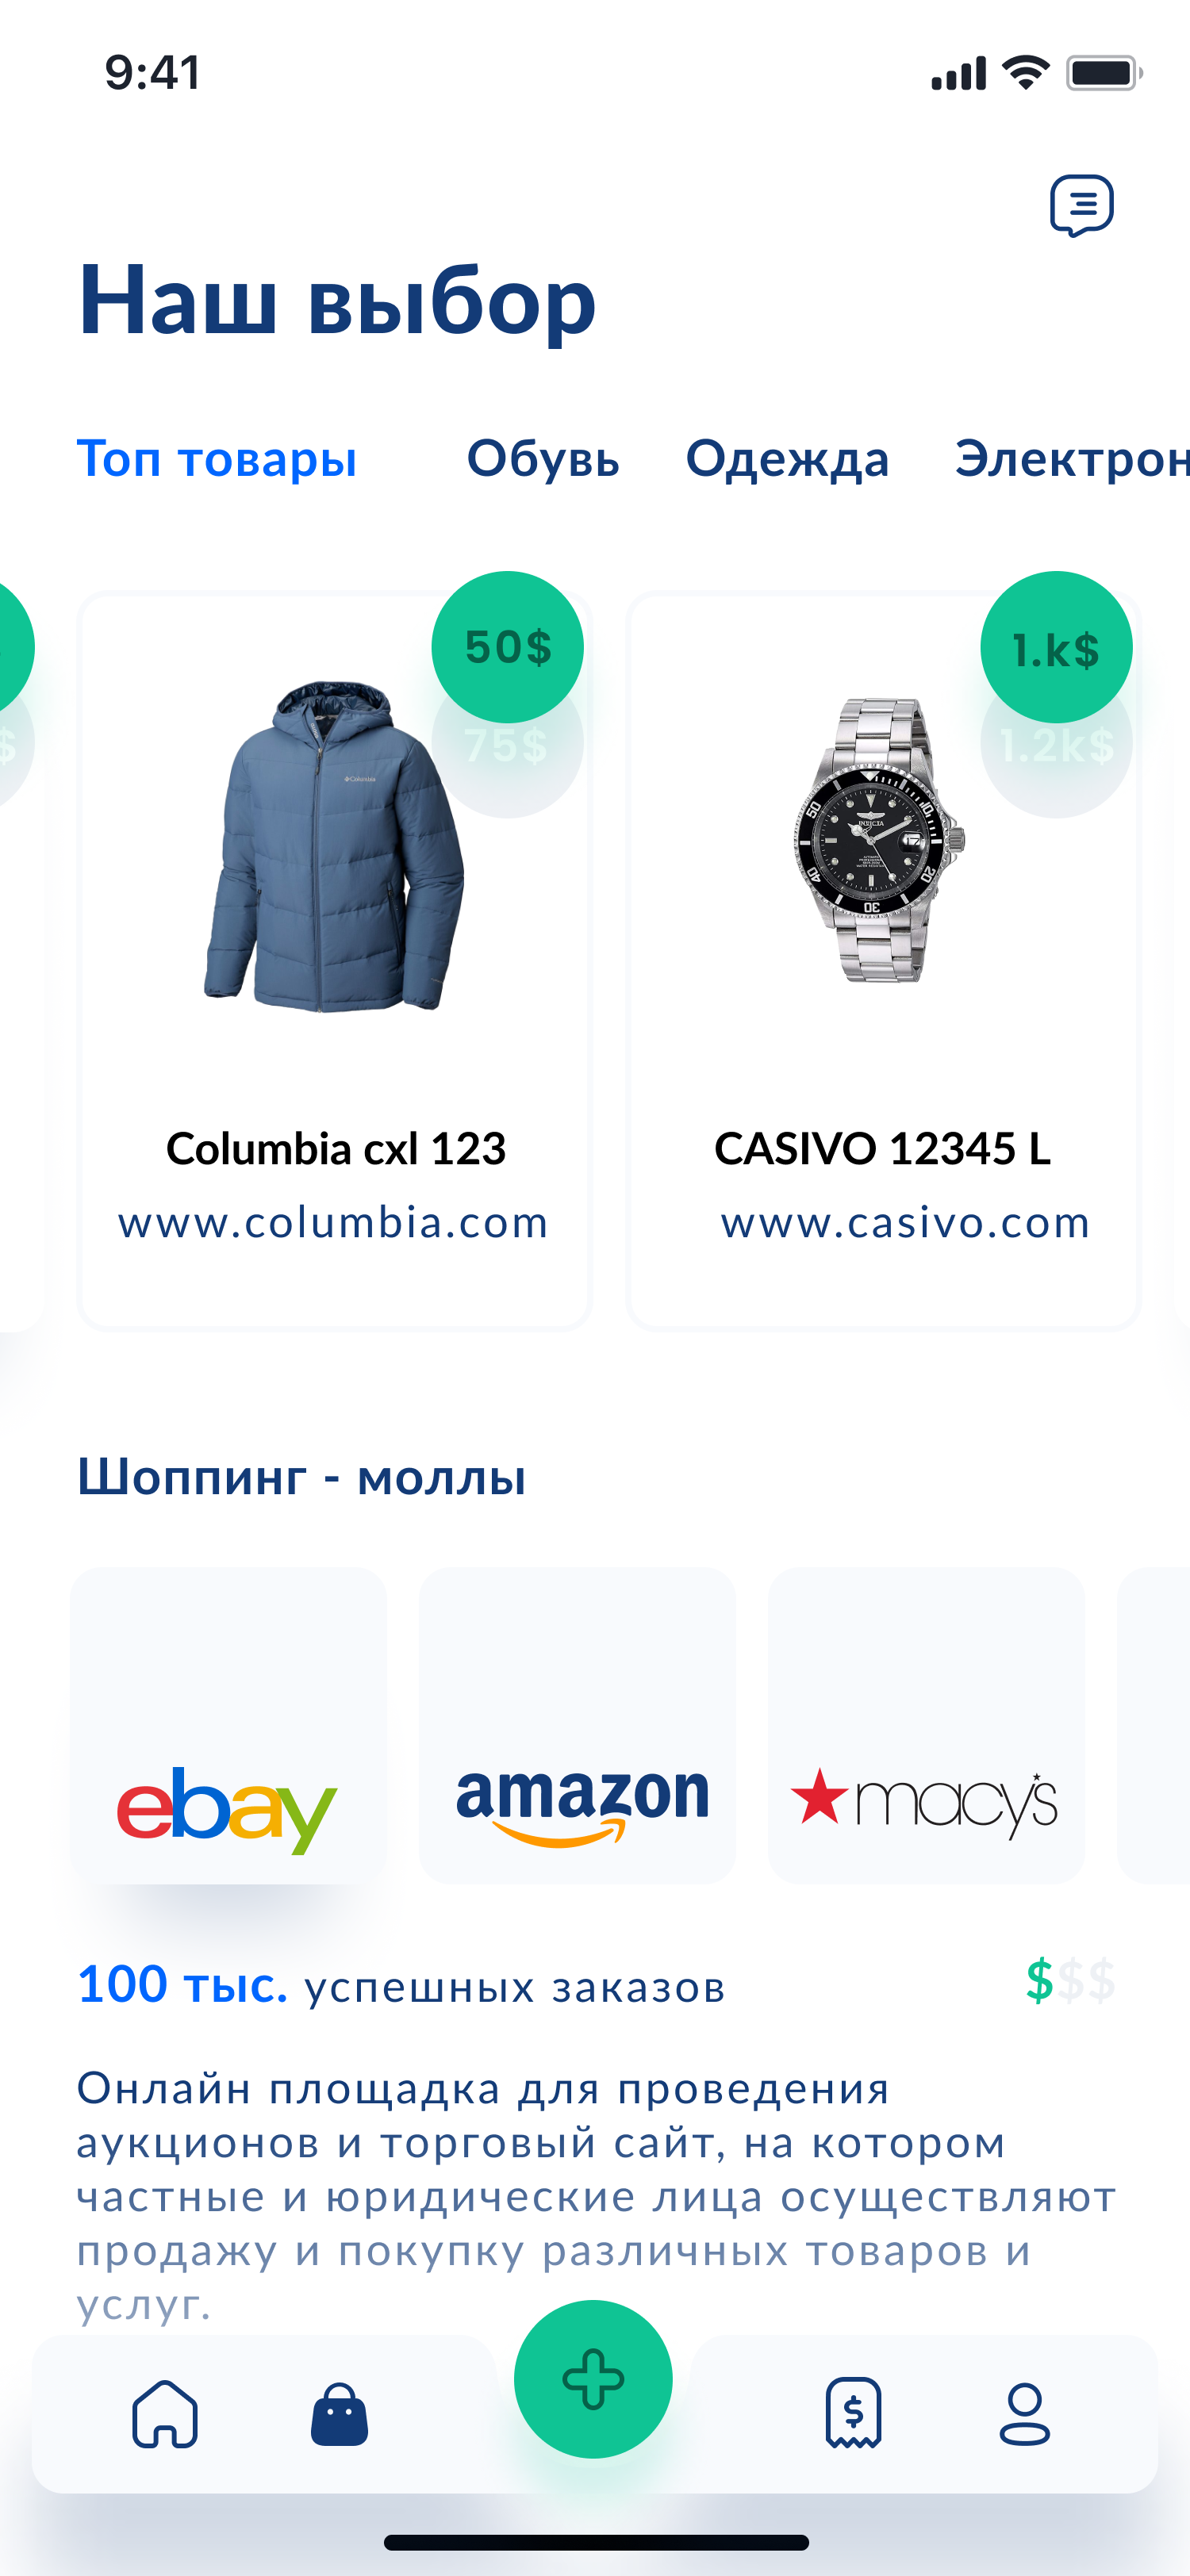 9:41
Наш выбор
Топ товары Обувь Одежда Электрон
50$ 1.k$
$ 75$ 1.2k$
Columbia
INVICTA
Columbia cxl 123 CASIVO 12345 L
www.columbia.com www.casivo.com
Шоппинг - моллы
ebay amazon macy's
100 тыс. успешных заказов $$$
Онлайн площадка для проведения
аукционов и торговый сайт, на котором
частные и юридические лица осуществляют
продажу и покупку различных товаров и
услуг.